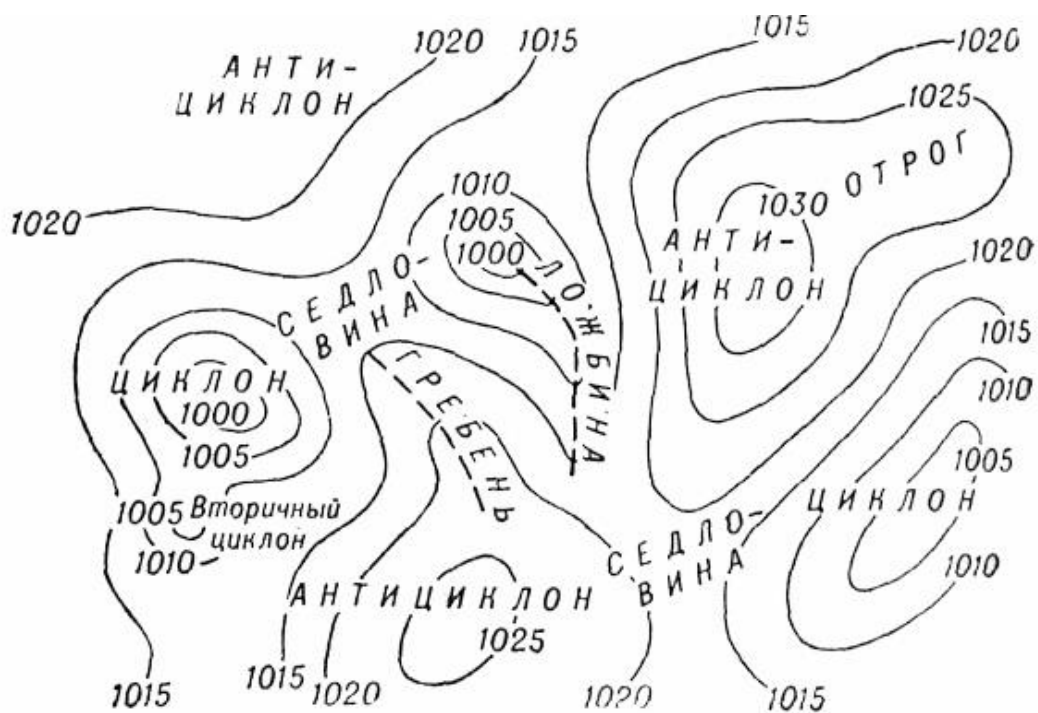 1020
1015
1015
1020
АНТИ-
ЦИКЛОН
1025
ОТРОГ
1010
1005
1000
1030
1020
АНТИ-
ЦИКЛОН
1020
ЛОЖБИНА
СЕДЛО-
ВИНА
1015
ГРЕБЕНЬ
1010
ЦИКЛОН
1000
1005
1005
ЦИКЛОН
1005
Вторичный
циклон
1010
СЕДЛО-
ВИНА
1010
АНТИЦИКЛОН
1025
1015
1015
1020
1020
1015